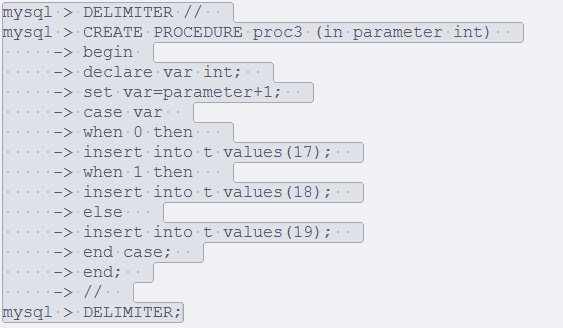 mysql > DELIMITER //
mysql > CREATE PROCEDURE proc3 (in parameter int)
-> begin
-> declare var int;
-> set var=parameter+1;
-> case var
-> when 0 then
-> insert into t values(17);
-> when 1 then
-> insert into t values(18);
-> else
-> insert into t values(19);
-> end case;
-> end;
-> //
mysql > DELIMITER;